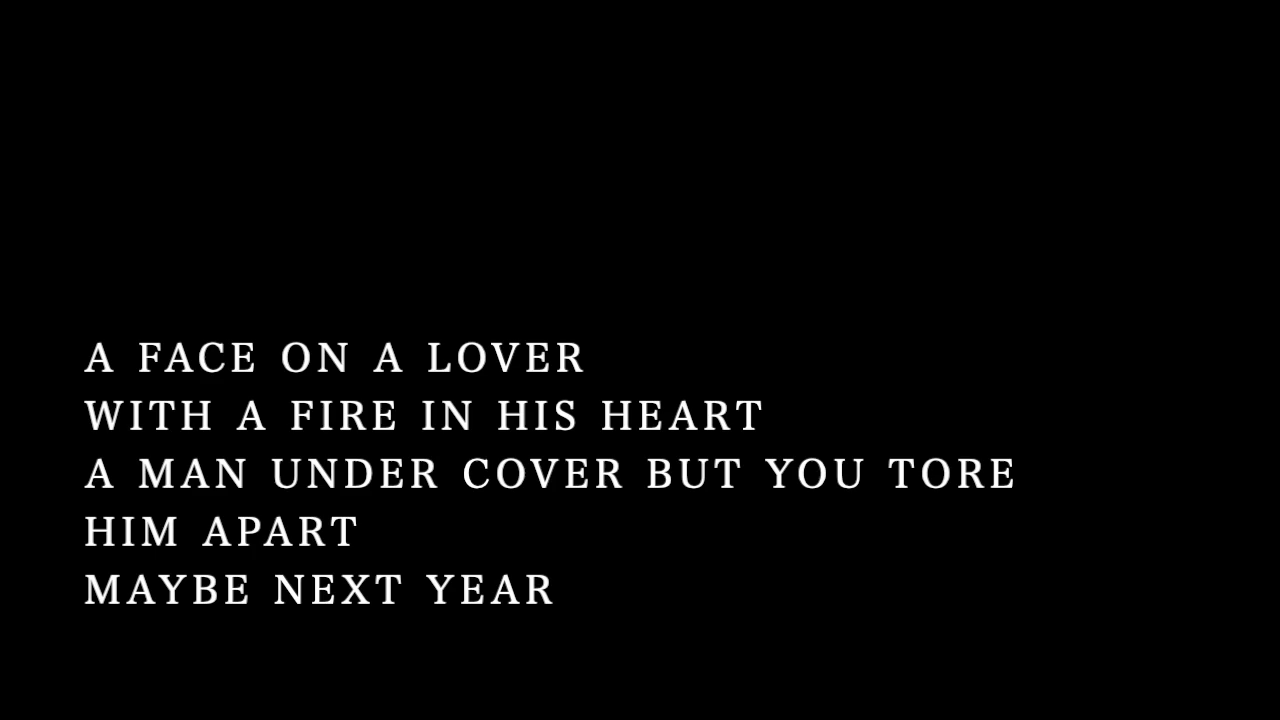 A FACE ON A LOVER
WITH A FIRE IN HIS HEART
A MAN UNDER COVER BUT YOU TORE
HIM APART
MAYBE NEXT YEAR